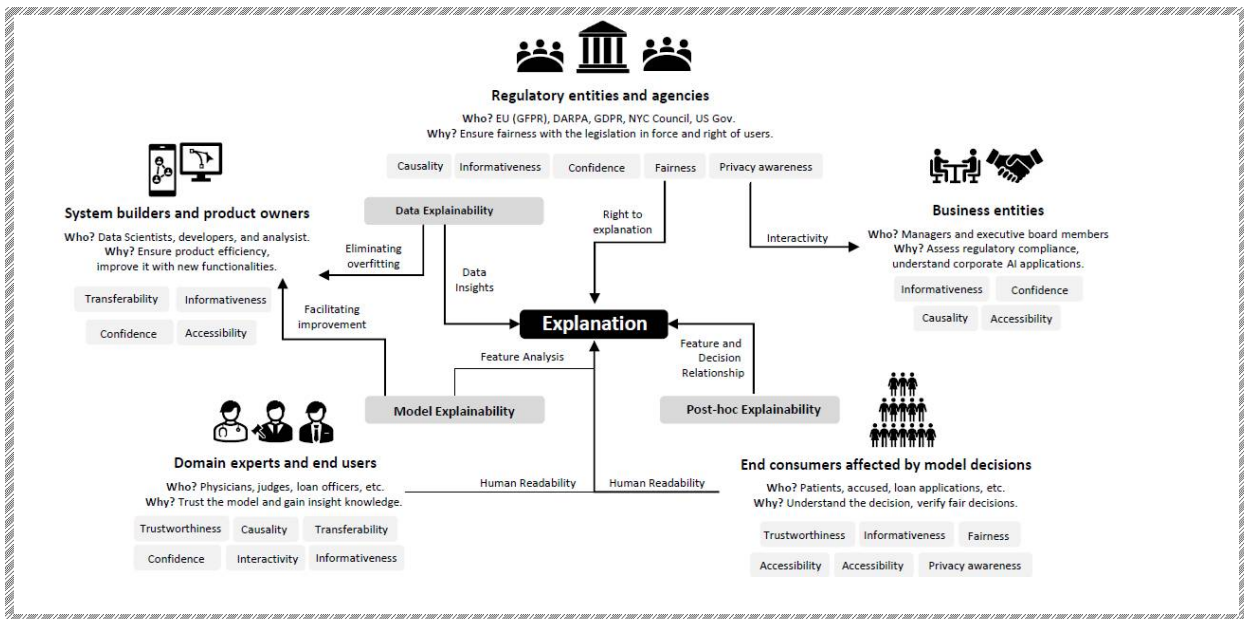 Regulatory entities and agencies
Who? EU (GFPR), DARPA, GDPR, NYC Council, US Gov.
Why? Ensure fairness with the legislation in force and right of users.
Causality
Informativeness
Confidence
Fairness
Privacy awareness
System builders and product owners
Who? Data Scientists, developers, and analysist.
Why? Ensure product efficiency,
improve it with new functionalities.
Transferability
Informativeness
Confidence
Accessibility
Data Explainability
Eliminating
overfitting
Data
Insights
Right to
explanation
Interactivity
Business entities
Who? Managers and executive board members
Why? Assess regulatory compliance,
understand corporate AI applications.
Informativeness
Confidence
Causality
Accessibility
Facilitating
improvement
Explanation
Feature Analysis
Feature and
Decision
Relationship
Model Explainability
Post-hoc Explainability
Domain experts and end users
Who? Physicians, judges, loan officers, etc.
Why? Trust the model and gain insight knowledge.
Trustworthiness
Causality
Transferability
Confidence
Interactivity
Informativeness
Human Readability
Human Readability
End consumers affected by model decisions
Who? Patients, accused, loan applications, etc.
Why? Understand the decision, verify fair decisions.
Trustworthiness
Informativeness
Fairness
Accessibility
Accessibility
Privacy awareness